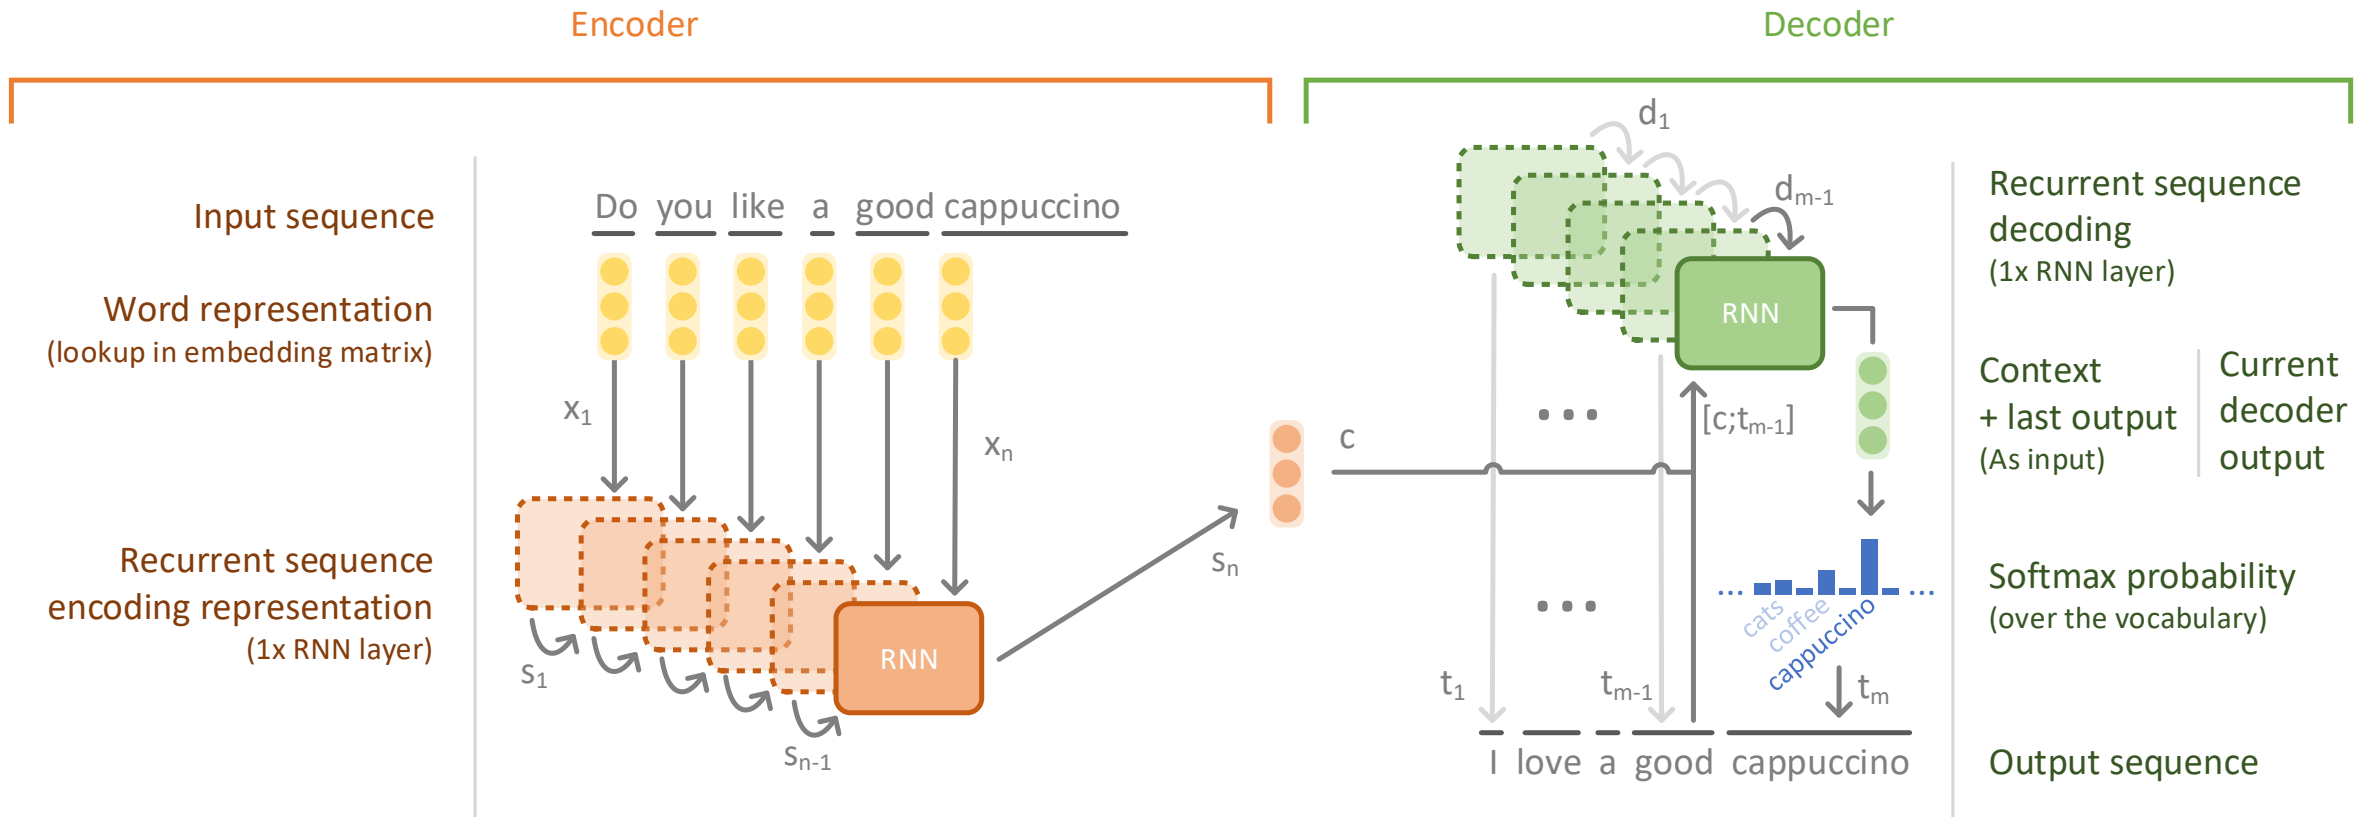 Encoder
Decoder
Input sequence
Word representation
(lookup in embedding matrix)
Recurrent sequence
encoding representation
(1x RNN layer)
Do you like a good cappuccino
x1
xn
s1
sn-1
RNN
sn
c
d1
dm-1
RNN
[c;tm-1]
...
...
t1
tm-1
... cats coffee cappuccino ...
tm
I love a good cappuccino
Recurrent sequence
decoding
(1x RNN layer)
Context
+ last output
(As input)
Current
decoder
output
Softmax probability
(over the vocabulary)
Output sequence